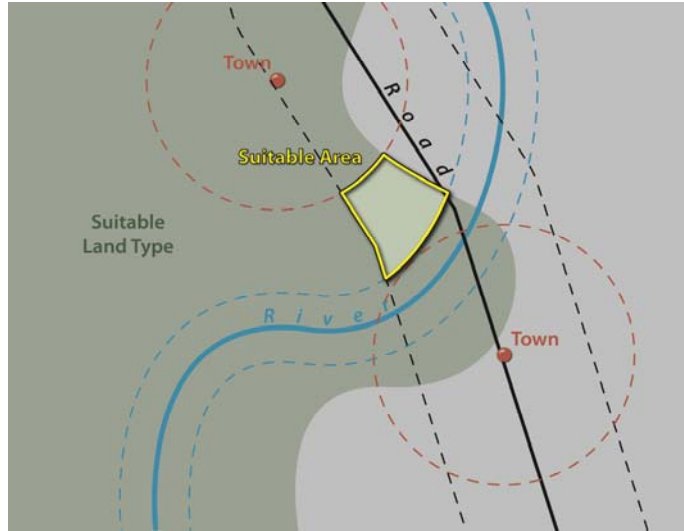 Town
Road
Suitable Area
Suitable
Land Type
River
Town